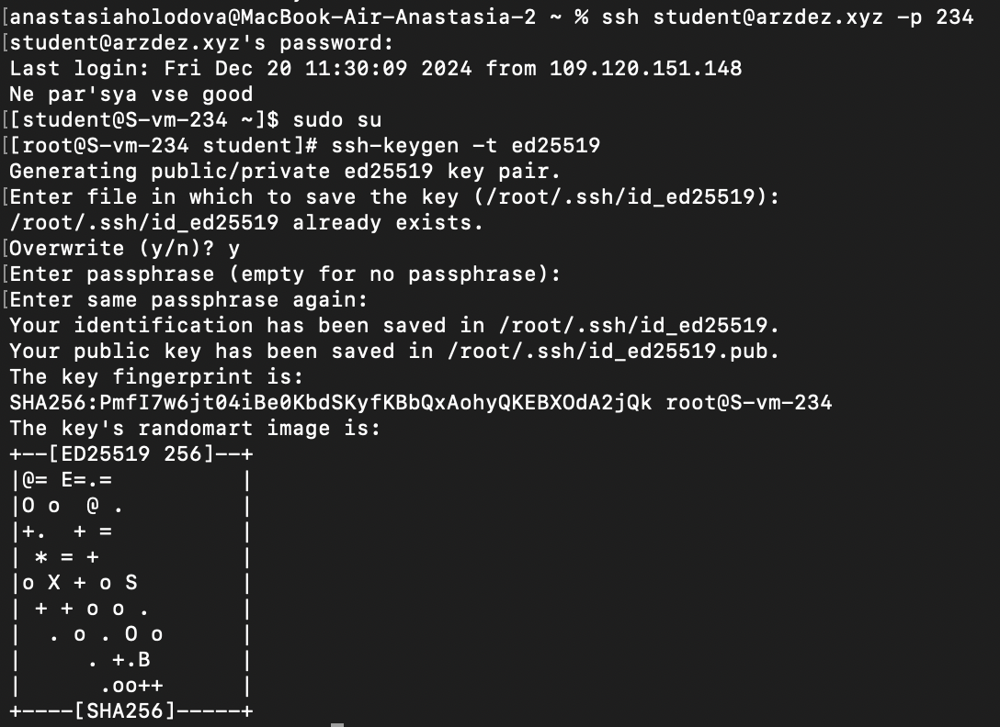 [anastasiaholodova@MacBook-Air-Anastasia-2 ~ % ssh student@arzdez.xyz -p 234
[student@arzdez.xyz's password:
Last login: Fri Dec 20 11:30:09 2024 from 109.120.151.148
Ne par'sya vse good
[[student@S-vm-234 ~]$ sudo su
[[root@S-vm-234 student]# ssh-keygen -t ed25519
Generating public/private ed25519 key pair.
[Enter file in which to save the key (/root/.ssh/id_ed25519):
/root/.ssh/id_ed25519 already exists.
[Overwrite (y/n)? y
[Enter passphrase (empty for no passphrase):
[Enter same passphrase again:
Your identification has been saved in /root/.ssh/id_ed25519.
Your public key has been saved in /root/.ssh/id_ed25519.pub.
The key fingerprint is:
SHA256:PmfI7w6jt04iBe0KbdSKyfKBbQxAohyQKEBXOdA2jQk root@S-vm-234
The key's randomart image is:
+--[ED25519 256]--+
|@= E=.=          |
|O o  @ .         |
|+.  + =          |
| * = +           |
|o X + o S        |
| + + o o .       |
|  . o . O o      |
|     . +.B       |
|      .oo++      |
+----[SHA256]-----+